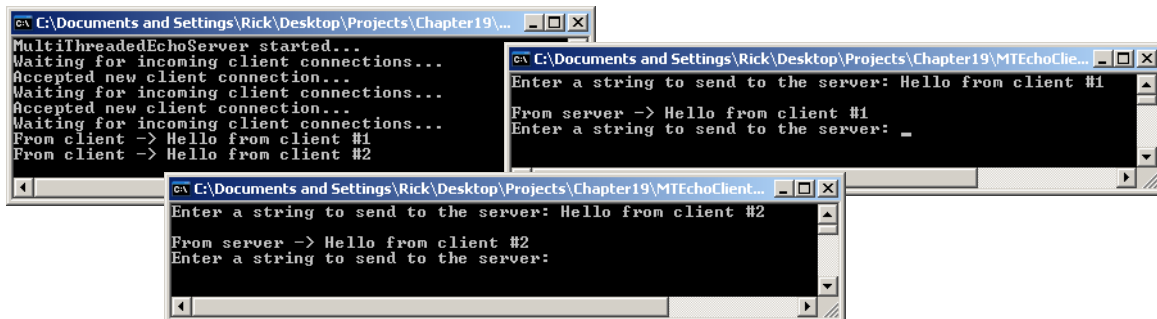 C:\Documents and Settings\Rick\Desktop\Projects\Chapter19\...
MultiThreadedEchoServer started...
Waiting for incoming client connections...
Accepted new client connection...
Waiting for incoming client connections...
Accepted new client connection...
Waiting for incoming client connections...
From client -> Hello from client #1
From client -> Hello from client #2
C:\Documents and Settings\Rick\Desktop\Projects\Chapter19\MTEchoClie...
Enter a string to send to the server: Hello from client #1
From server -> Hello from client #1
Enter a string to send to the server: _
C:\Documents and Settings\Rick\Desktop\Projects\Chapter19\MTEchoClient...
Enter a string to send to the server: Hello from client #2
From server -> Hello from client #2
Enter a string to send to the server: